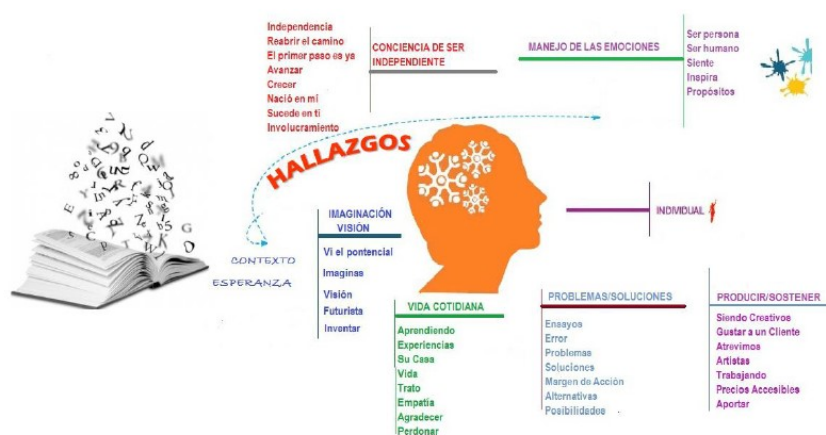 Independencia
Reabrir el camino
El primer paso es ya
Avanzar
Crecer
Nació en mi
Sucede en ti
Involucramiento
CONCIENCIA DE SER
INDEPENDIENTE
MANEJO DE LAS EMOCIONES
Ser persona
Ser humano
Siente
Inspira
Propósitos
HALLAZGOS
INDIVIDUAL
CONTEXTO
ESPERANZA
IMAGINACIÓN
VISIÓN
Vi el pontencial
Imaginas
Visión
Futurista
Inventar
VIDA COTIDIANA
Aprendiendo
Experiencias
Su Casa
Vida
Trato
Empatía
Agradecer
Perdonar
PROBLEMAS/SOLUCIONES
Ensayos
Error
Problemas
Soluciones
Margen de Acción
Alternativas
Posibilidades
PRODUCIR/SOSTENER
Siendo Creativos
Gustar a un Cliente
Atrevimos
Artistas
Trabajando
Precios Accesibles
Aportar